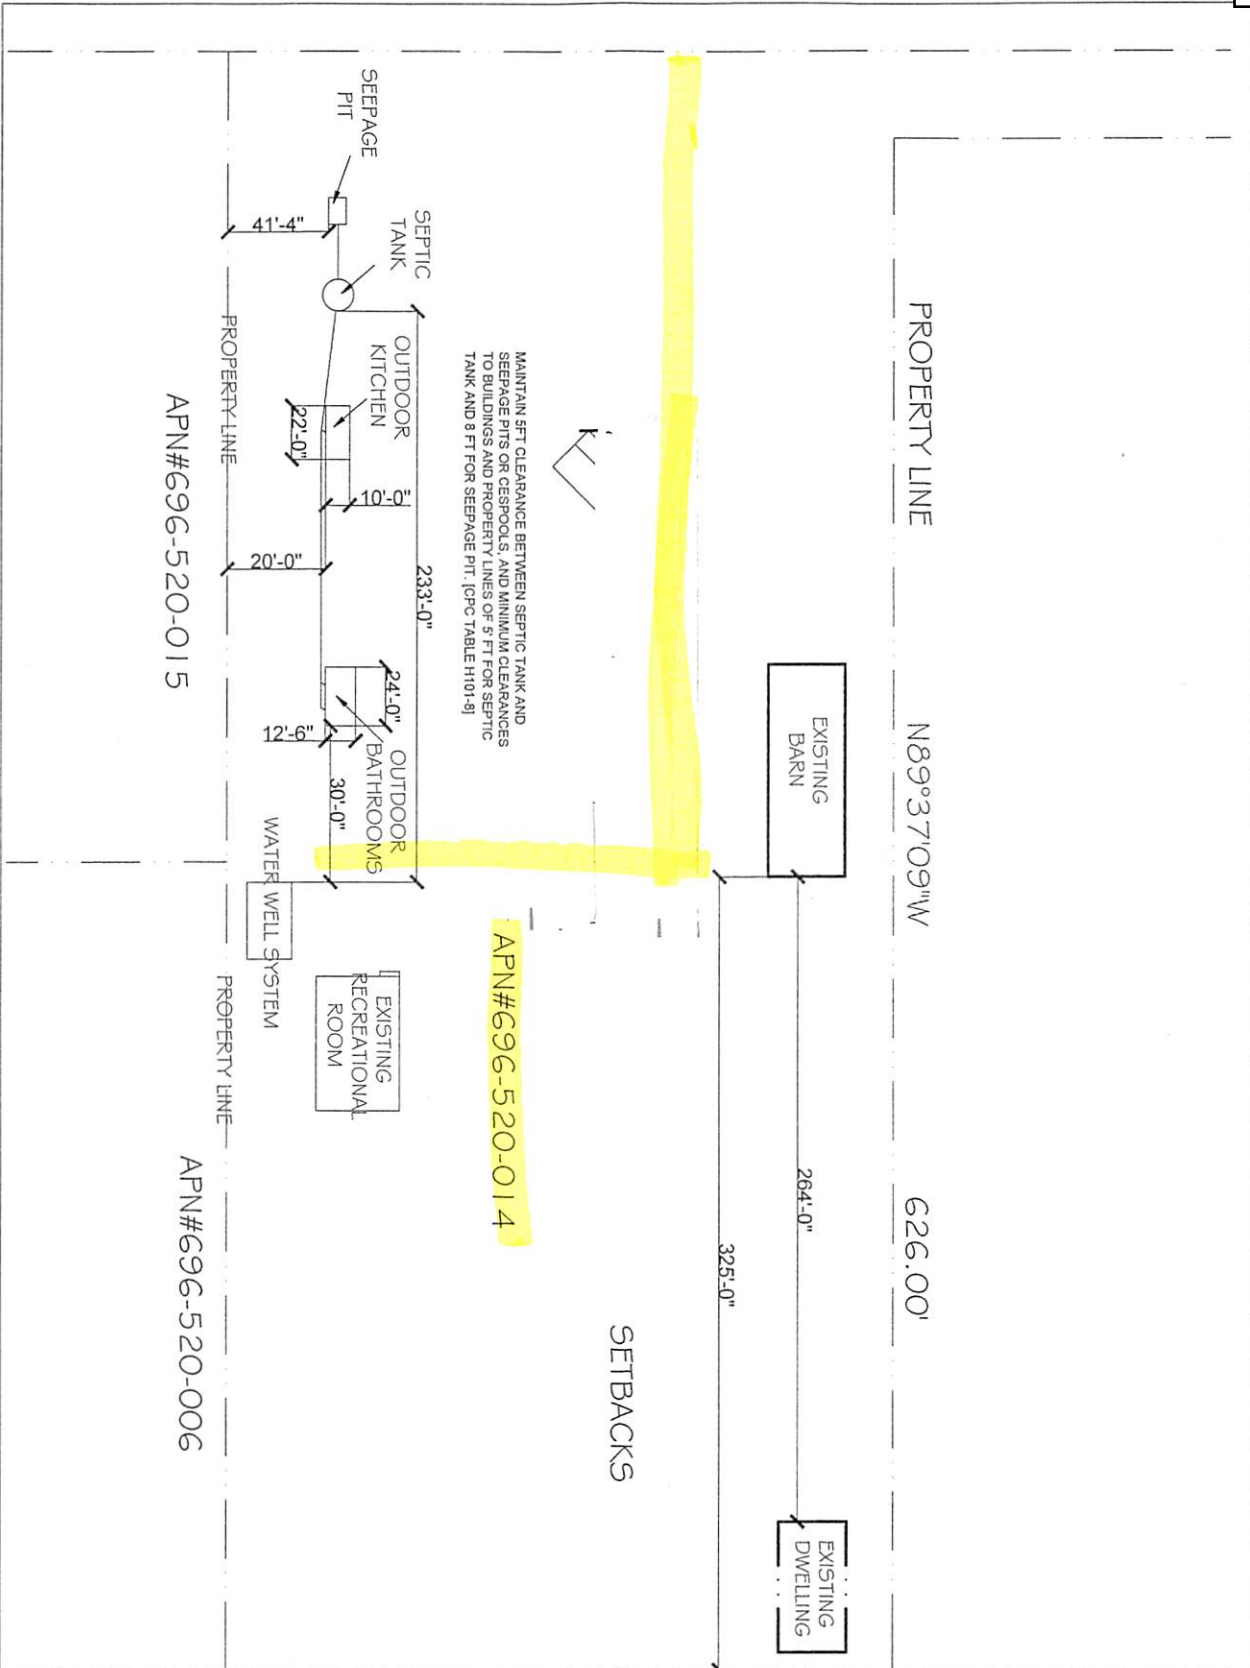 PROPERTY LINE
N89°37'09"W
626.00'
EXISTING
BARN
264'-0"
EXISTING
DWELLING
325'-0"
SETBACKS
MAINTAIN 5FT CLEARANCE BETWEEN SEPTIC TANK AND
SEEPAGE PITS OR CESPOOLS, AND MINIMUM CLEARANCES
TO BUILDINGS AND PROPERTY LINES OF 5' FT FOR SEPTIC
TANK AND 8 FT FOR SEEPAGE PIT. [CPC TABLE H101-8]
APN#696-520-014
SEEPAGE
PIT
SEPTIC
TANK
OUTDOOR
KITCHEN
233'-0"
41'-4"
22'-0"
10'-0"
20'-0"
24'-0"
12'-6"
OUTDOOR
BATHROOMS
30'-0"
WATER WELL SYSTEM
EXISTING
RECREATIONAL
ROOM
PROPERTY LINE
PROPERTY LINE
APN#696-520-015
APN#696-520-006